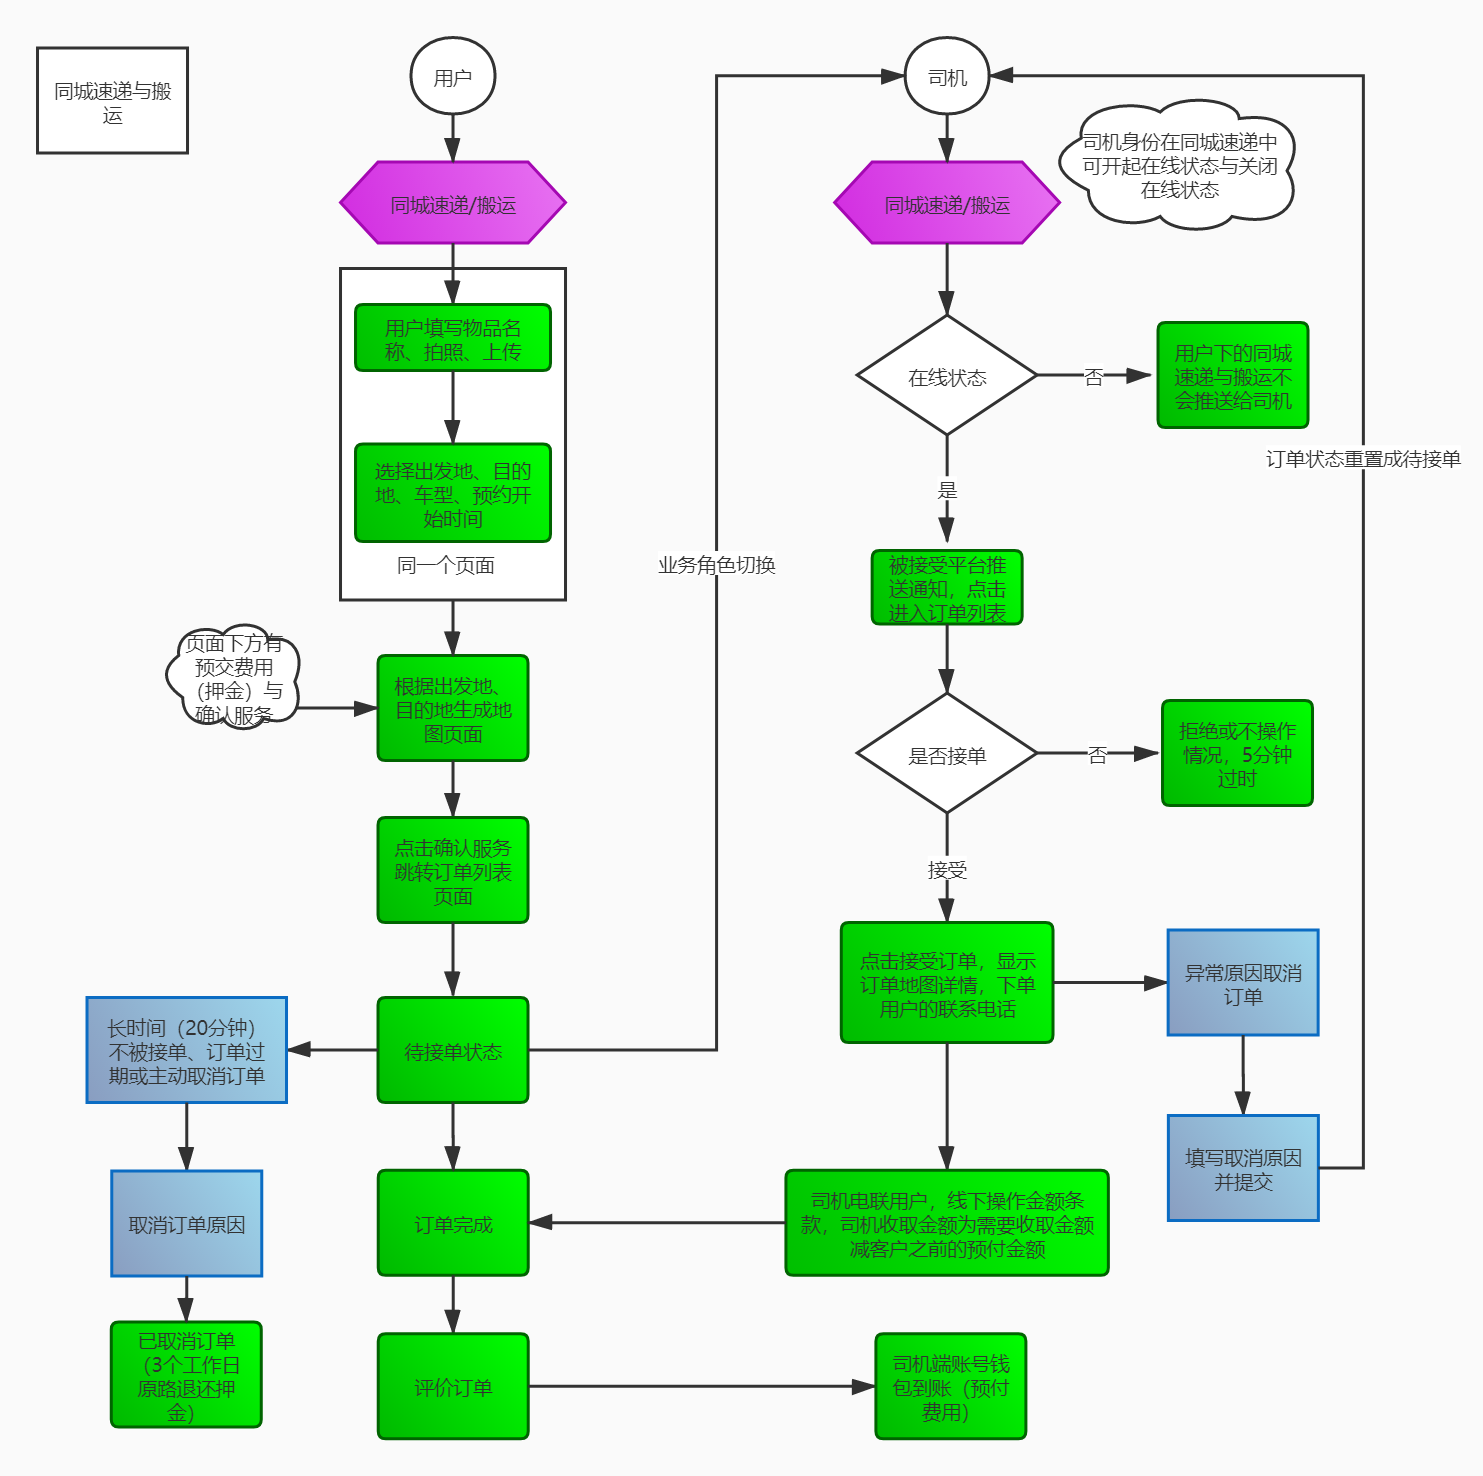 同城速递与搬
运
用户
同城速递/搬运
用户填写物品名
称、拍照、上传
选择出发地、目的
地、车型、预约开
始时间
同一个页面
页面下方有
预交费用
（押金）与
确认服务
根据出发地、
目的地生成地
图页面
点击确认服务
跳转订单列表
页面
待接单状态
长时间（20分钟）
不被接单、订单过
期或主动取消订单
取消订单原因
已取消订单
（3个工作日
原路退还押
金）
订单完成
评价订单
业务角色切换
司机
司机身份在同城速递中
可开起在线状态与关闭
在线状态
同城速递/搬运
在线状态
否
用户下的同城
速递与搬运不
会推送给司机
是
订单状态重置成待接单
被接受平台推
送通知，点击
进入订单列表
是否接单
否
拒绝或不操作
情况，5分钟
过时
接受
点击接受订单，显示
订单地图详情，下单
用户的联系电话
异常原因取消
订单
填写取消原因
并提交
司机电联用户，线下操作金额条
款，司机收取金额为需要收取金额
减客户之前的预付金额
司机端账号钱
包到账（预付
费用）